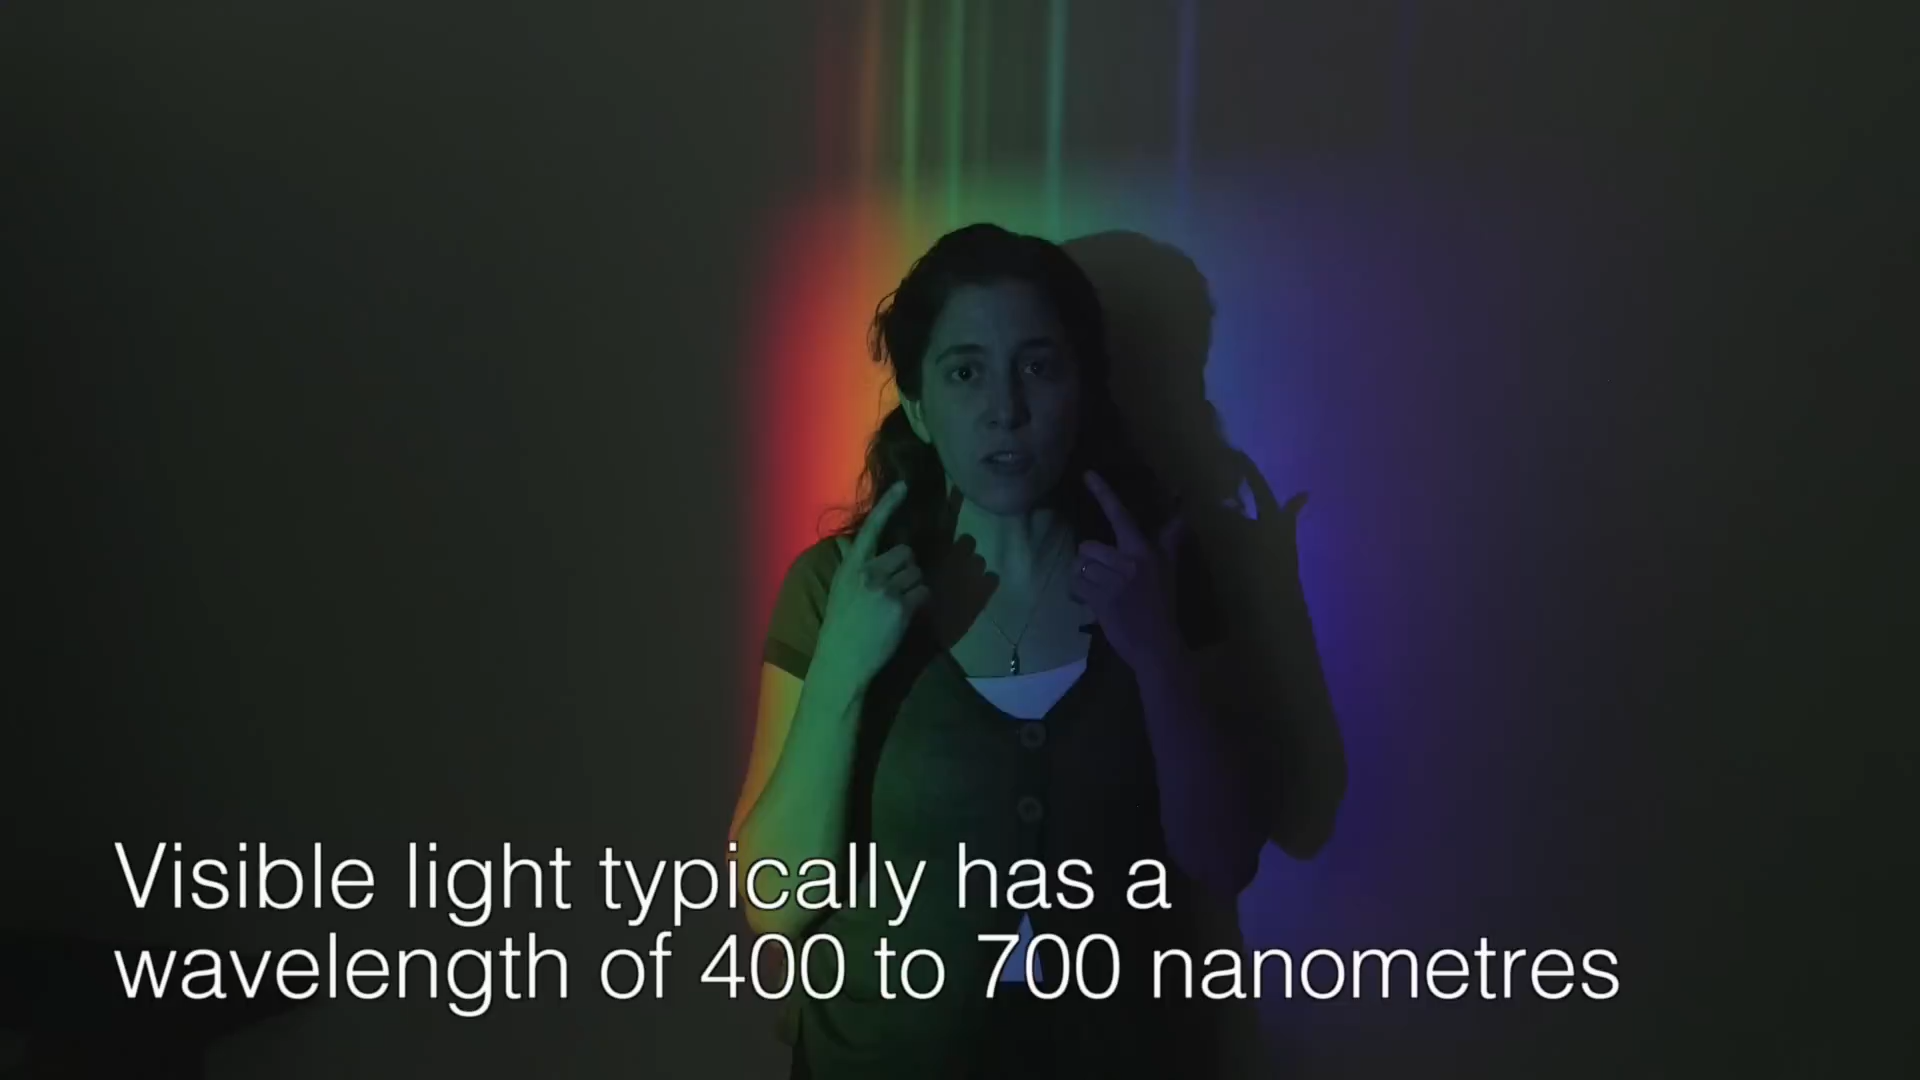 Visible light typically has a
wavelength of 400 to 700 nanometres